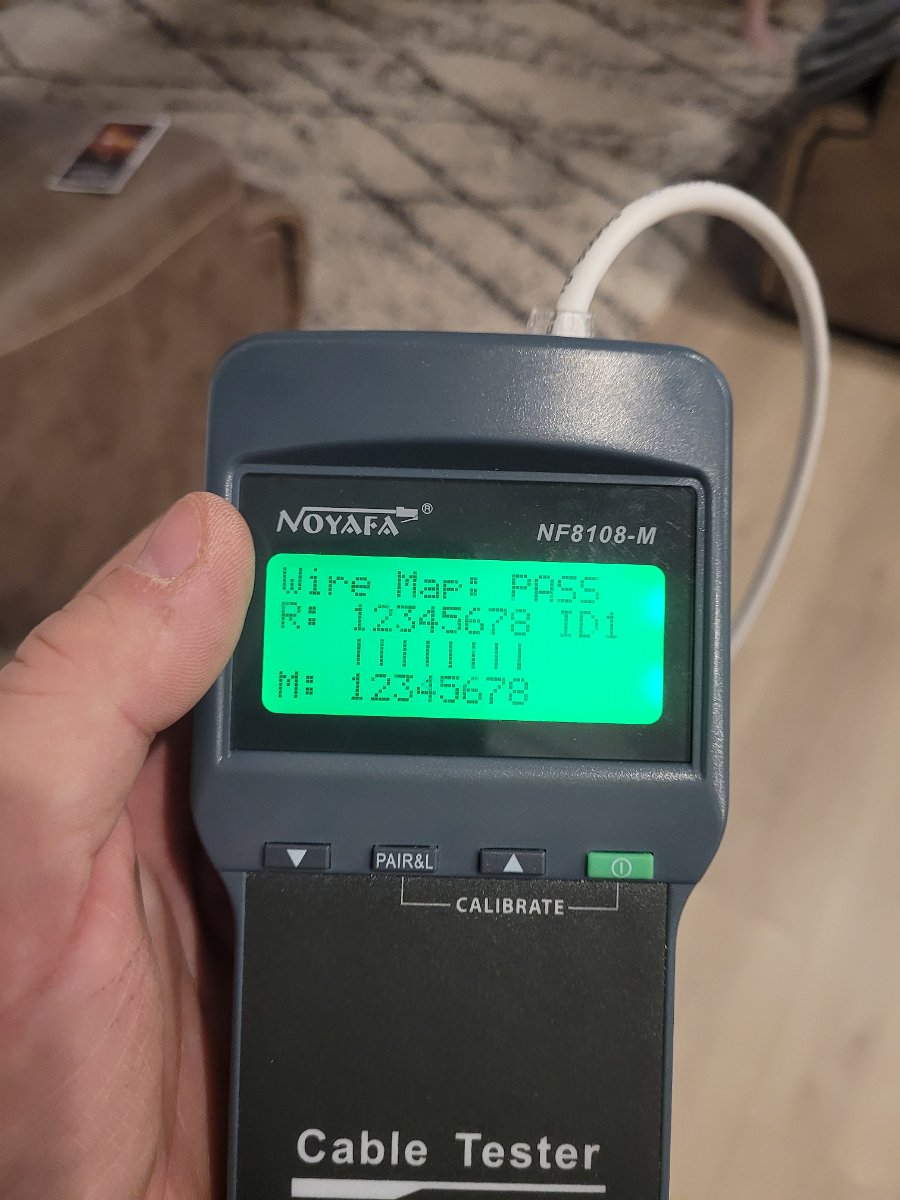 NOYAFA®
NF8108-M
Wire Map: PASS
R: 12345678 ID1
||||||||
M: 12345678
▼ PAIR&L ▲
CALIBRATE
Cable Tester